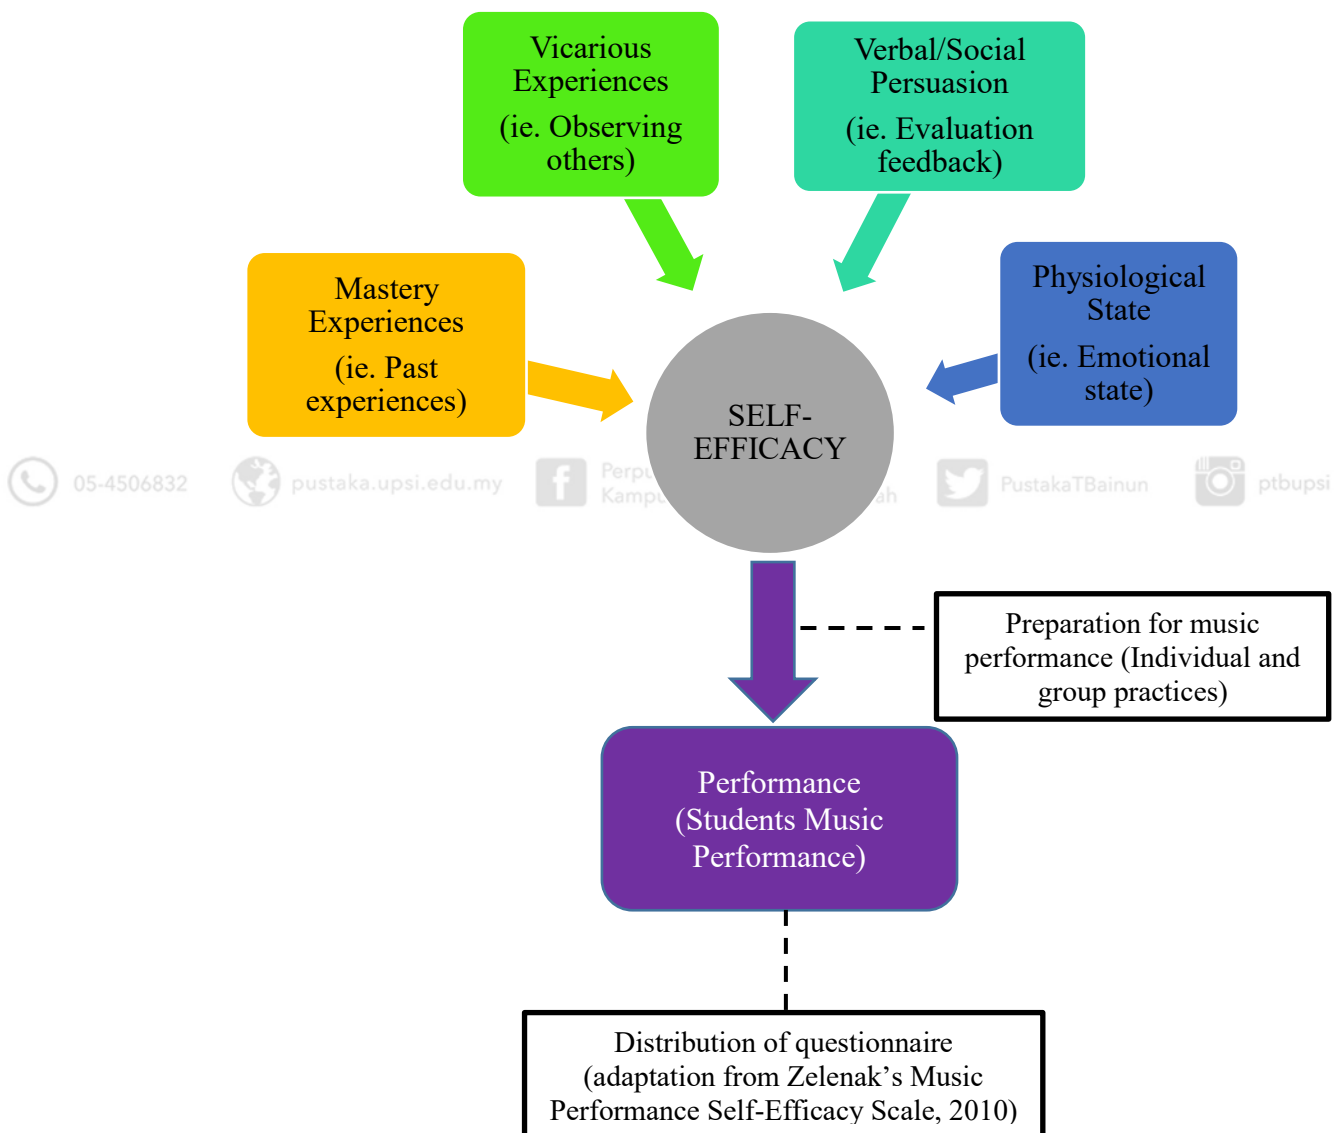 Vicarious
Experiences
(ie. Observing
others)
Verbal/Social
Persuasion
(ie. Evaluation
feedback)
Mastery
Experiences
(ie. Past
experiences)
Physiological
State
(ie. Emotional
state)
SELF-
EFFICACY
05-4506832
pustaka.upsi.edu.my
f
PustakaTBainun
ptbupsi
Preparation for music
performance (Individual and
group practices)
Performance
(Students Music
Performance)
Distribution of questionnaire
(adaptation from Zelenak’s Music
Performance Self-Efficacy Scale, 2010)